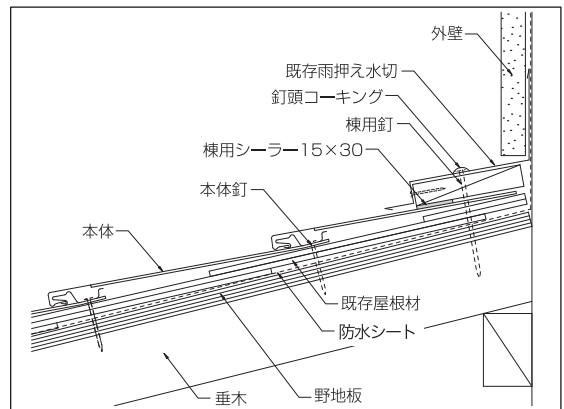 外壁
既存雨押え水切
釘頭コーキング
棟用釘
棟用シーラー15×30
本体釘
本体
既存屋根材
防水シート
垂木
野地板